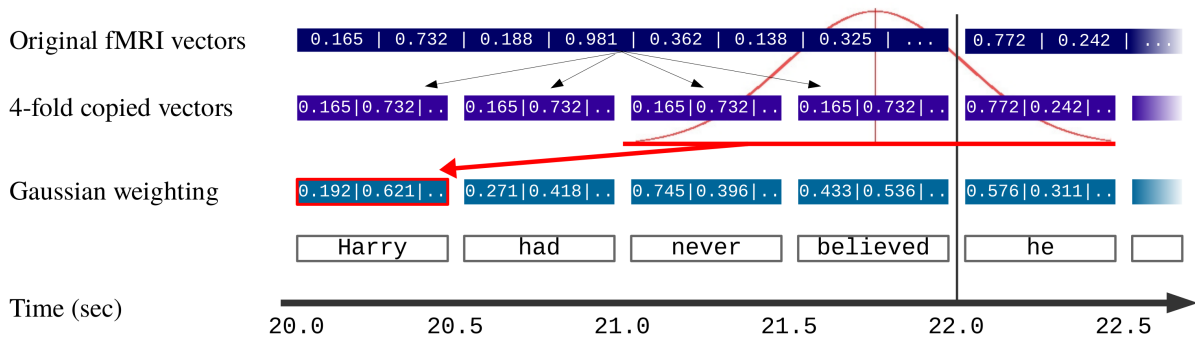 Original fMRI vectors 0.165 | 0.732 | 0.188 | 0.981 | 0.362 | 0.138 | 0.325 | ... 0.772 | 0.242 | ...
4-fold copied vectors 0.165|0.732|.. 0.165|0.732|.. 0.165|0.732|.. 0.165|0.732|.. 0.772|0.242|..
Gaussian weighting 0.192|0.621|.. 0.271|0.418|.. 0.745|0.396|.. 0.433|0.536|.. 0.576|0.311|..
Harry had never believed he
Time (sec)
20.0 20.5 21.0 21.5 22.0 22.5